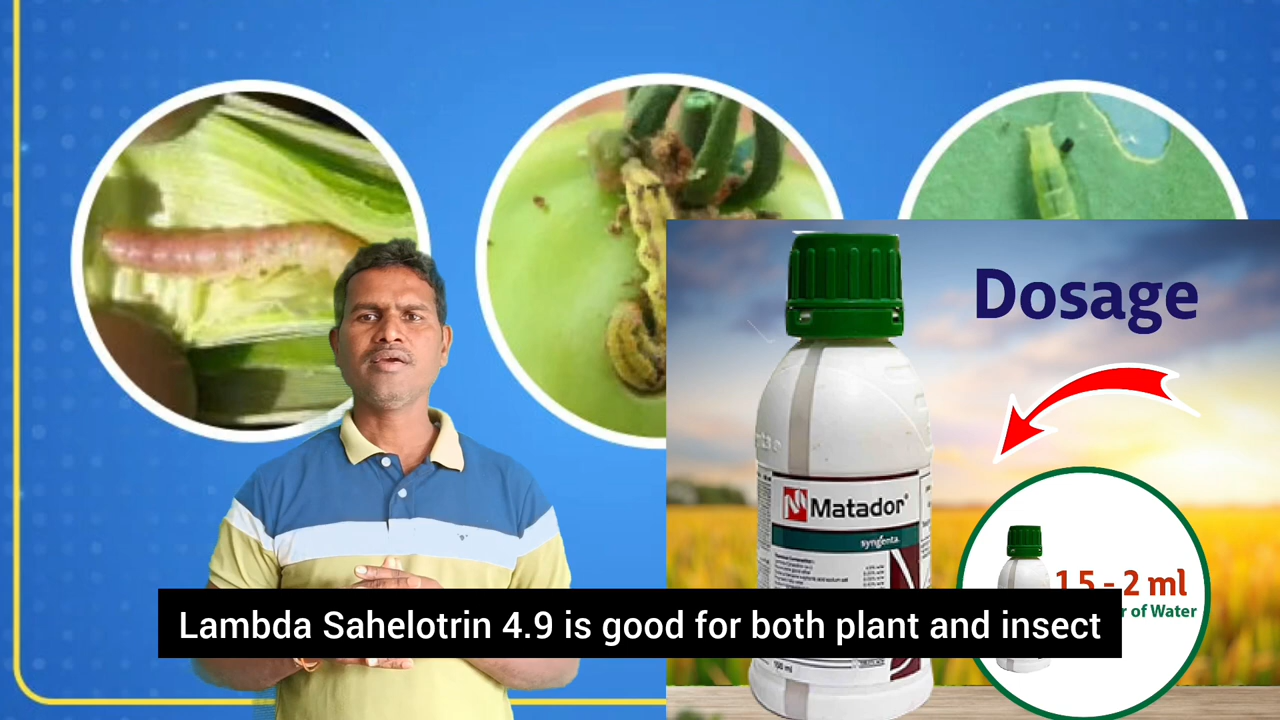 Dosage
Matador
syngenta
1.5 - 2 ml
r of Water
Lambda Sahelotrin 4.9 is good for both plant and insect